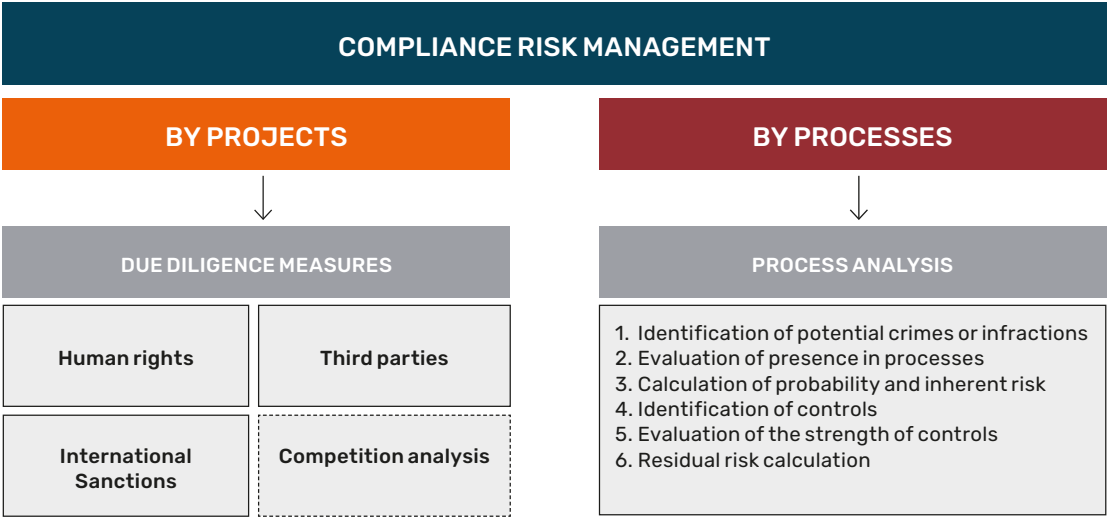 COMPLIANCE RISK MANAGEMENT
BY PROJECTS
DUE DILIGENCE MEASURES
Human rights
Third parties
International
Sanctions
Competition analysis
BY PROCESSES
PROCESS ANALYSIS
1. Identification of potential crimes or infractions
2. Evaluation of presence in processes
3. Calculation of probability and inherent risk
4. Identification of controls
5. Evaluation of the strength of controls
6. Residual risk calculation